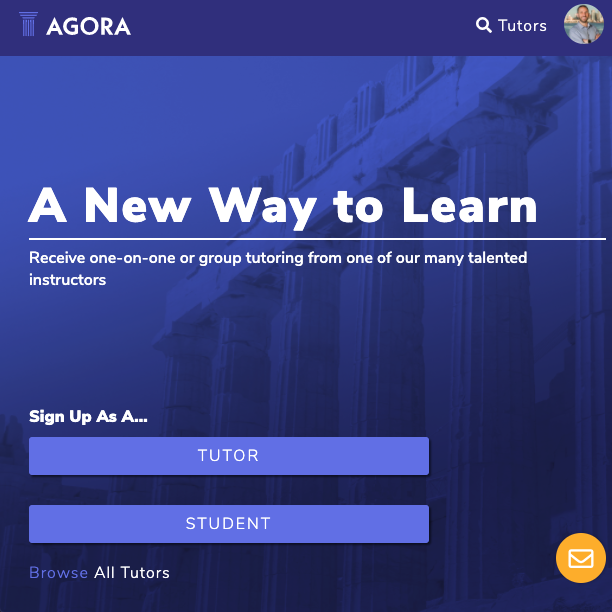 AGORA
Tutors
A New Way to Learn
Receive one-on-one or group tutoring from one of our many talented
instructors
Sign Up As A...
TUTOR
STUDENT
Browse All Tutors